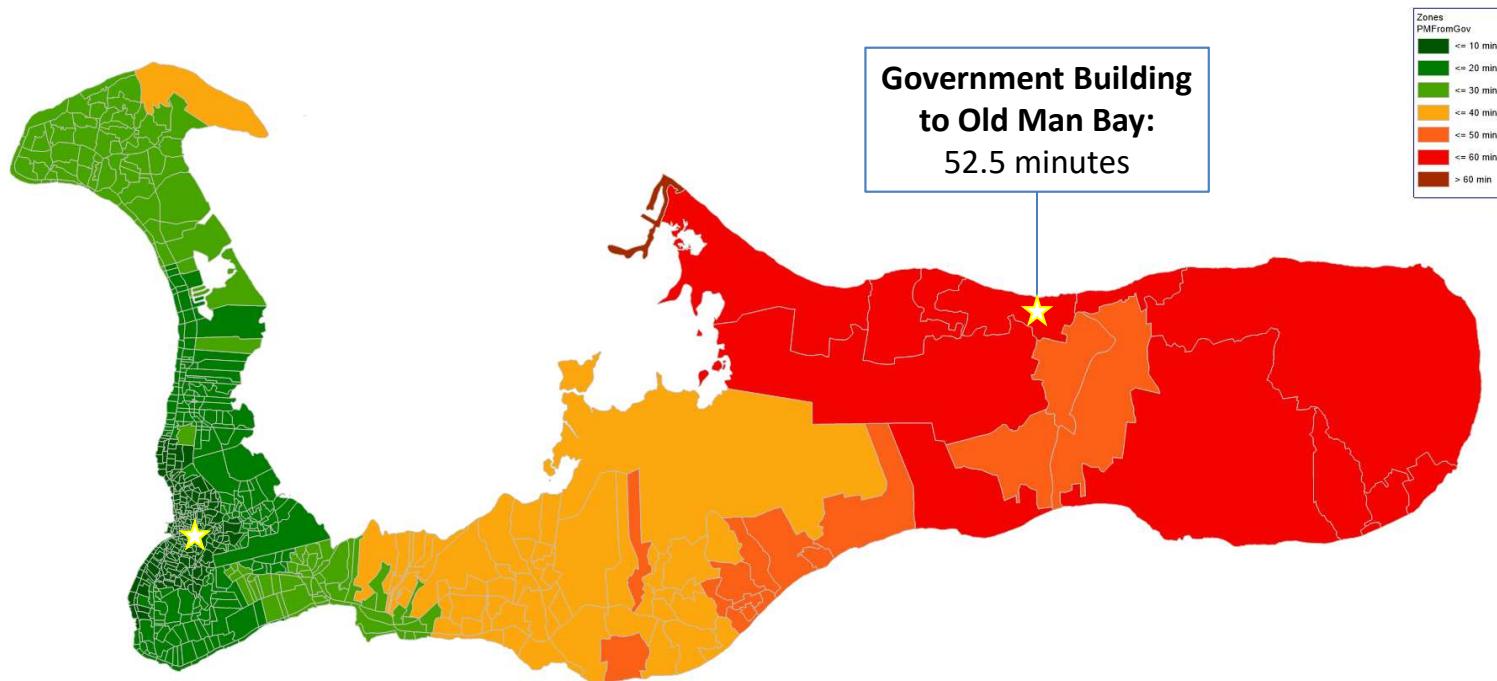 Zones
PMFromGov
<= 10 min
<= 20 min
<= 30 min
<= 40 min
<= 50 min
<= 60 min
> 60 min
Government Building
to Old Man Bay:
52.5 minutes